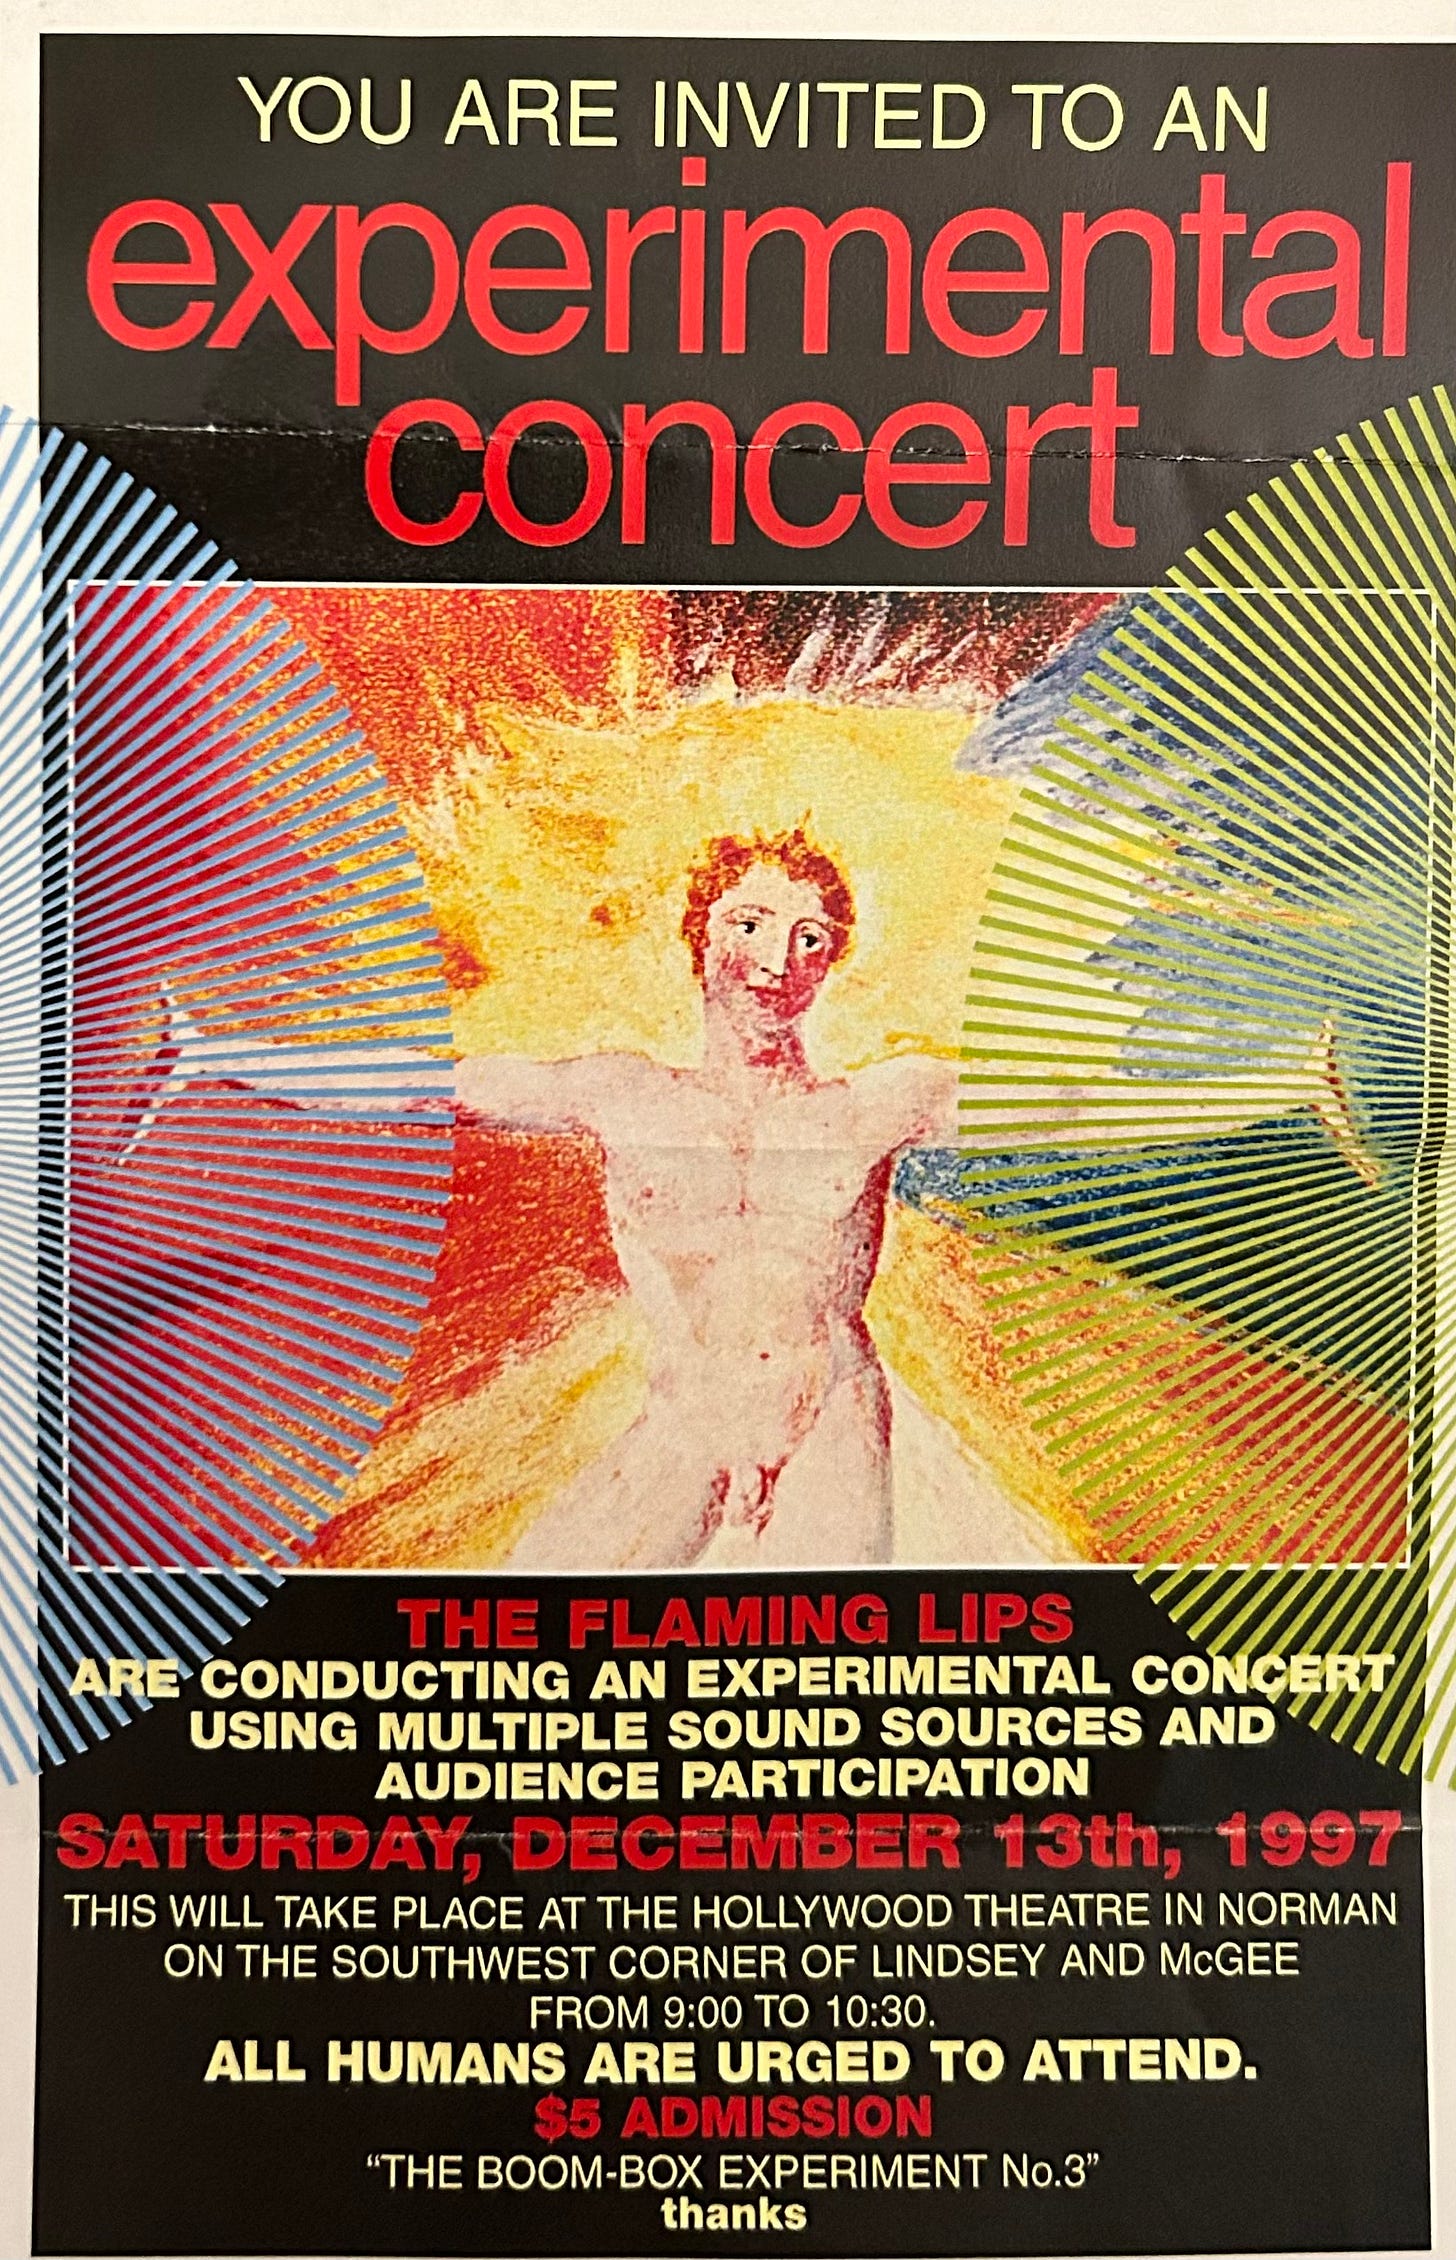 YOU ARE INVITED TO AN
experimental
concert
THE FLAMING LIPS
ARE CONDUCTING AN EXPERIMENTAL CONCERT
USING MULTIPLE SOUND SOURCES AND
AUDIENCE PARTICIPATION
SATURDAY, DECEMBER 13th, 1997
THIS WILL TAKE PLACE AT THE HOLLYWOOD THEATRE IN NORMAN
ON THE SOUTHWEST CORNER OF LINDSEY AND McGEE
FROM 9:00 TO 10:30.
ALL HUMANS ARE URGED TO ATTEND.
$5 ADMISSION
“THE BOOM-BOX EXPERIMENT No.3”
thanks